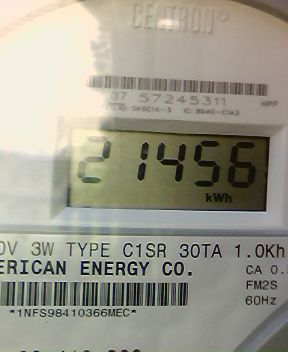 CENTRON
07 57245311 HPP
21456
kWh
0V 3W TYPE C1SR 30TA 1.0Kh
ERICAN ENERGY CO.
CA 0.
FM2S
60Hz
*1NFS98410366MEC*